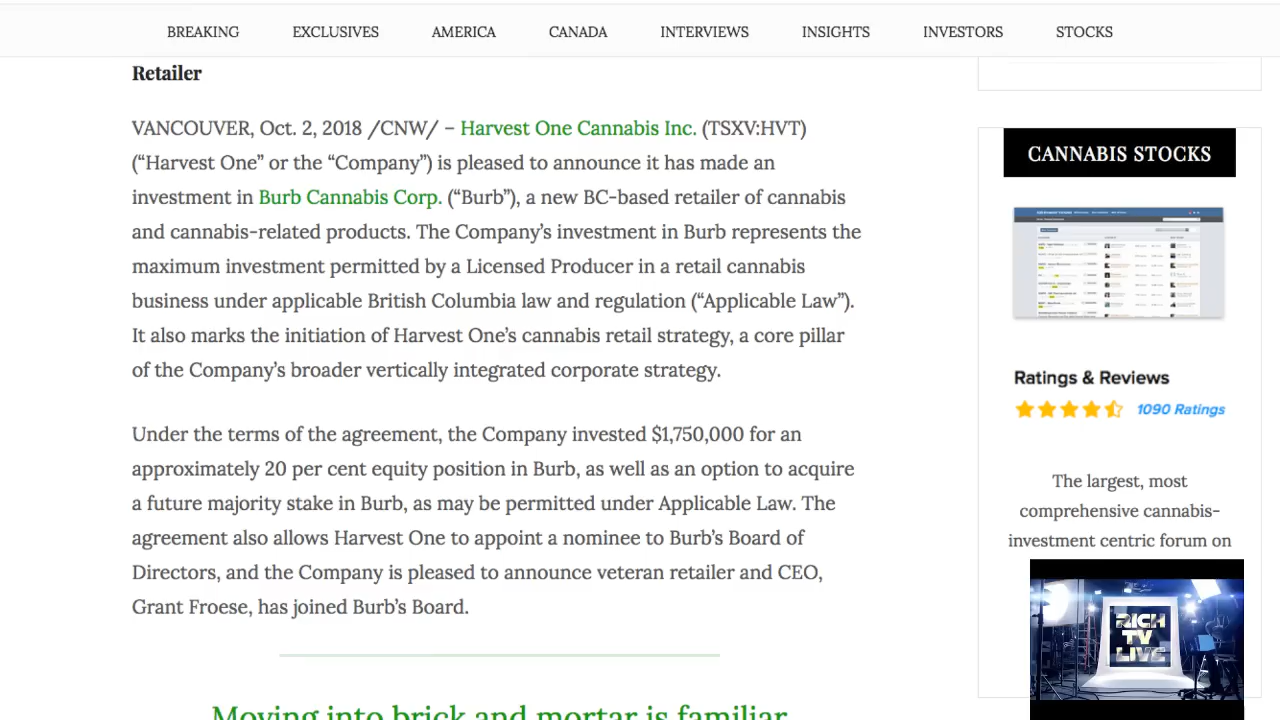 BREAKING EXCLUSIVES AMERICA CANADA INTERVIEWS INSIGHTS INVESTORS STOCKS
Retailer
VANCOUVER, Oct. 2, 2018 /CNW/ – Harvest One Cannabis Inc. (TSXV:HVT)
(“Harvest One” or the “Company”) is pleased to announce it has made an
investment in Burb Cannabis Corp. (“Burb”), a new BC-based retailer of cannabis
and cannabis-related products. The Company’s investment in Burb represents the
maximum investment permitted by a Licensed Producer in a retail cannabis
business under applicable British Columbia law and regulation (“Applicable Law”).
It also marks the initiation of Harvest One’s cannabis retail strategy, a core pillar
of the Company’s broader vertically integrated corporate strategy.
Under the terms of the agreement, the Company invested $1,750,000 for an
approximately 20 per cent equity position in Burb, as well as an option to acquire
a future majority stake in Burb, as may be permitted under Applicable Law. The
agreement also allows Harvest One to appoint a nominee to Burb’s Board of
Directors, and the Company is pleased to announce veteran retailer and CEO,
Grant Froese, has joined Burb’s Board.
Moving into brick and mortar is familiar
CANNABIS STOCKS
Ratings & Reviews
1090 Ratings
The largest, most
comprehensive cannabis-
investment centric forum on
RICH
TV
LIVE